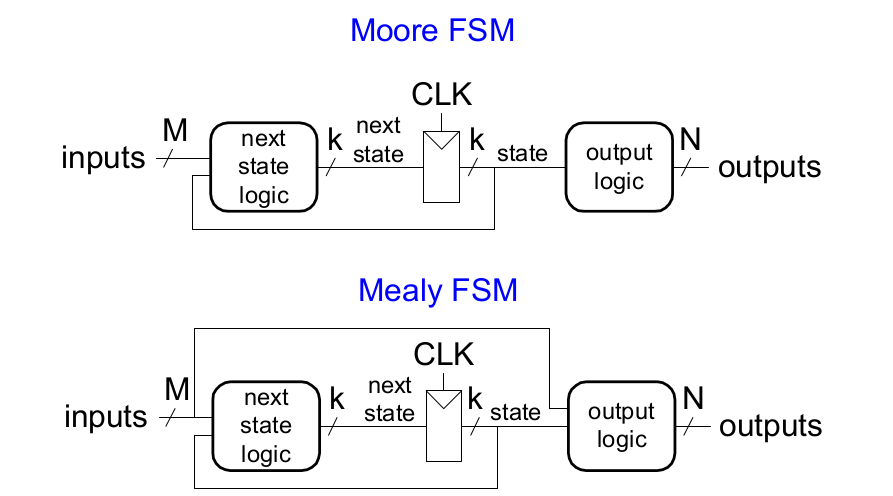 Moore FSM
CLK
inputs
M
next
state
logic
k
next
state
k
state
output
logic
N
outputs
Mealy FSM
CLK
inputs
M
next
state
logic
k
next
state
k
state
output
logic
N
outputs